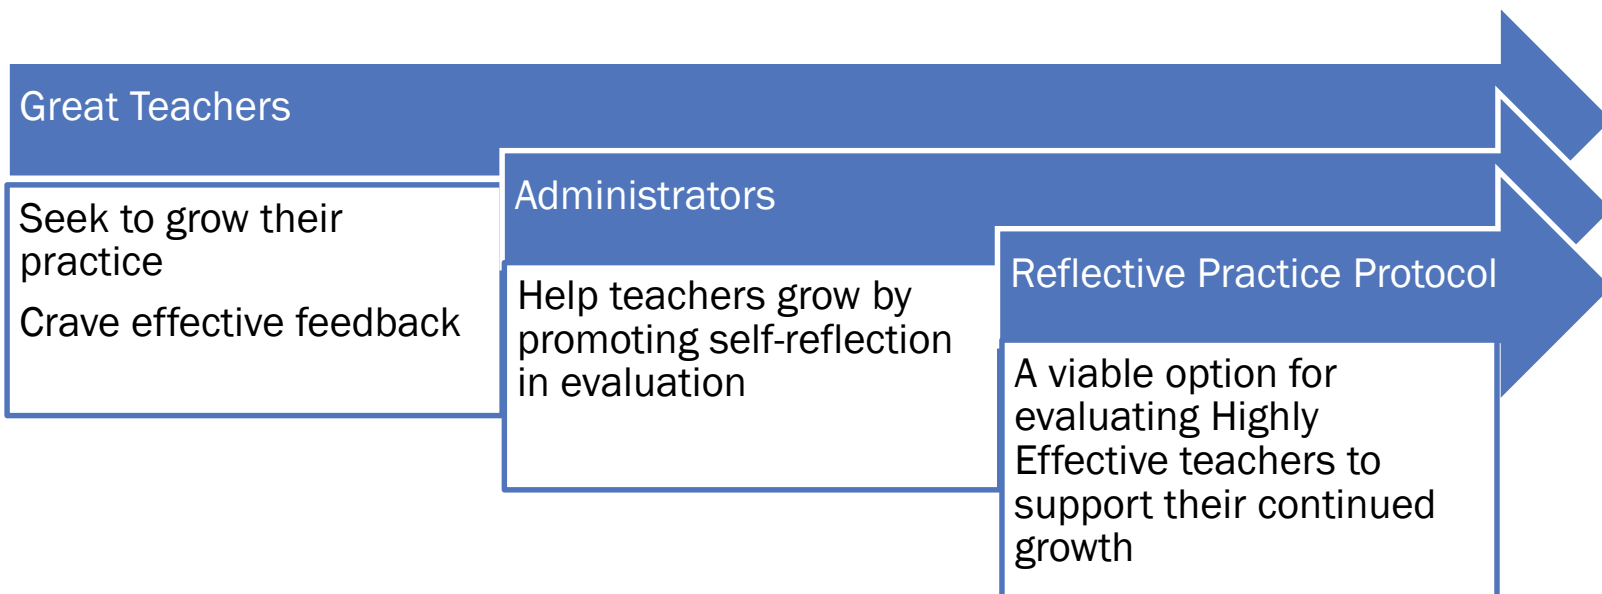 Great Teachers
Seek to grow their
practice
Crave effective feedback
Administrators
Help teachers grow by
promoting self-reflection
in evaluation
Reflective Practice Protocol
A viable option for
evaluating Highly
Effective teachers to
support their continued
growth